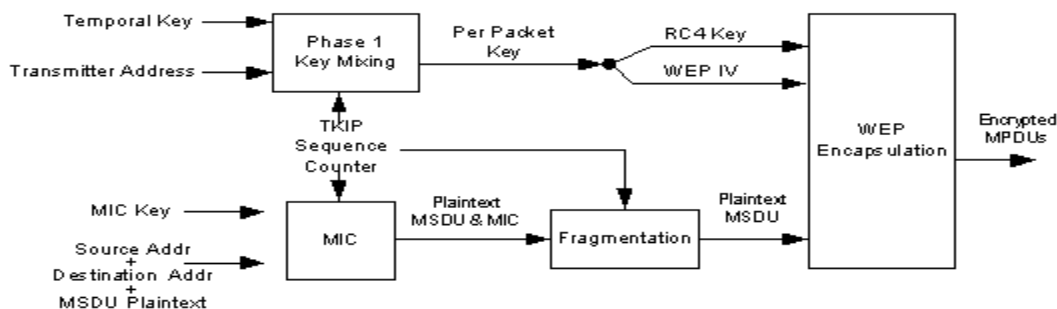 Temporal Key
Transmitter Address
Phase 1
Key Mixing
Per Packet
Key
RC4 Key
WEP IV
WEP
Encapsulation
Encrypted
MPDUs
TKIP
Sequence
Counter
MIC Key
Source Addr
+
Destination Addr
+
MSDU Plaintext
MIC
Plaintext
MSDU & MIC
Fragmentation
Plaintext
MSDU